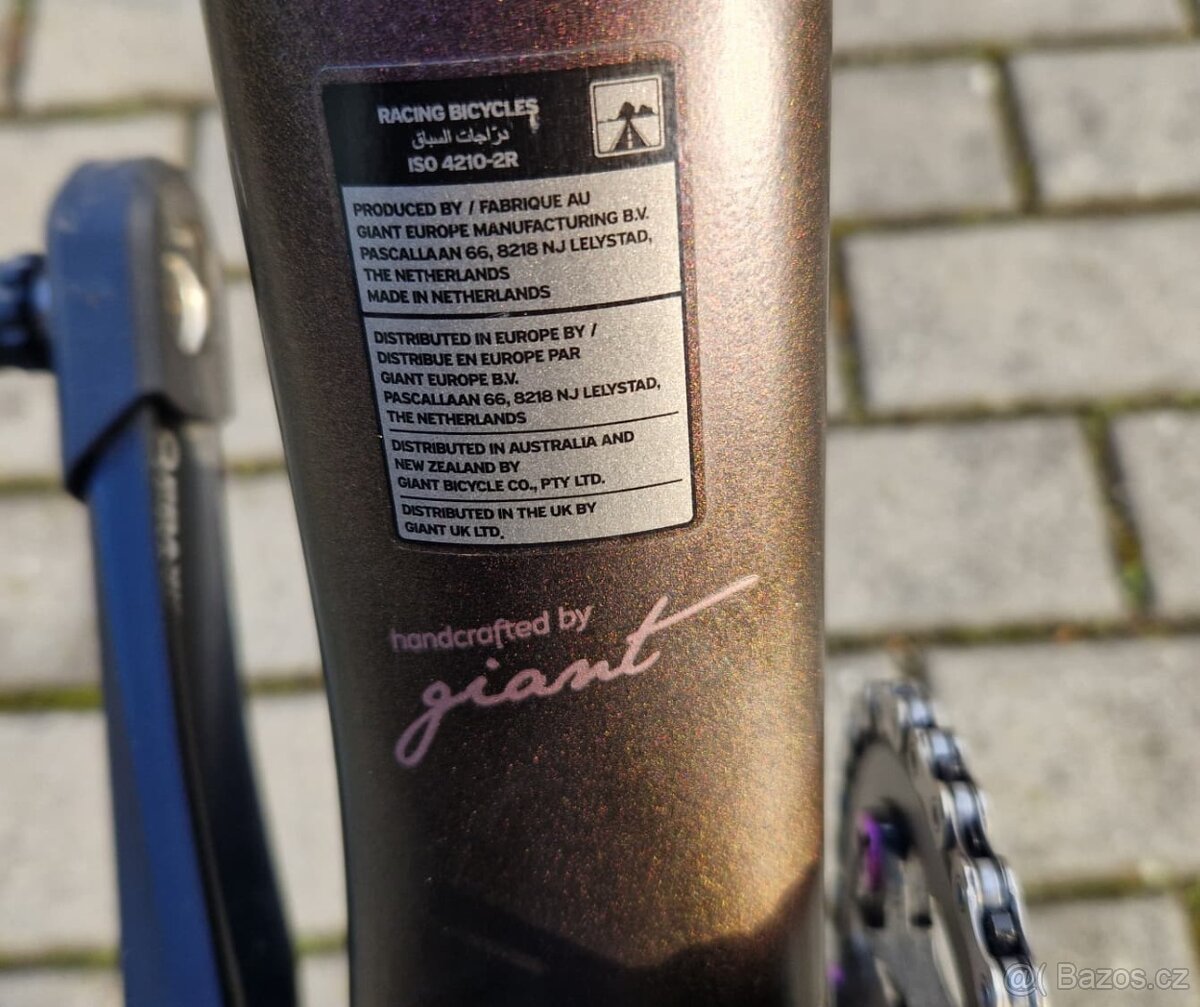 RACING BICYCLES
درّاجات السباق
ISO 4210-2R
PRODUCED BY / FABRIQUE AU
GIANT EUROPE MANUFACTURING B.V.
PASCALLAAN 66, 8218 NJ LELYSTAD,
THE NETHERLANDS
MADE IN NETHERLANDS
DISTRIBUTED IN EUROPE BY /
DISTRIBUE EN EUROPE PAR
GIANT EUROPE B.V.
PASCALLAAN 66, 8218 NJ LELYSTAD,
THE NETHERLANDS
DISTRIBUTED IN AUSTRALIA AND
NEW ZEALAND BY
GIANT BICYCLE CO., PTY LTD.
DISTRIBUTED IN THE UK BY
GIANT UK LTD.
handcrafted by
giant
Bazos.cz